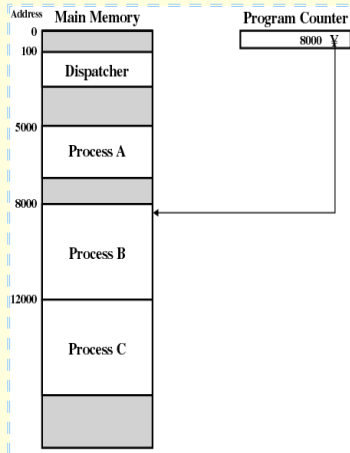 Address Main Memory Program Counter
0
8000 ¥
100
Dispatcher
5000
Process A
8000
Process B
12000
Process C